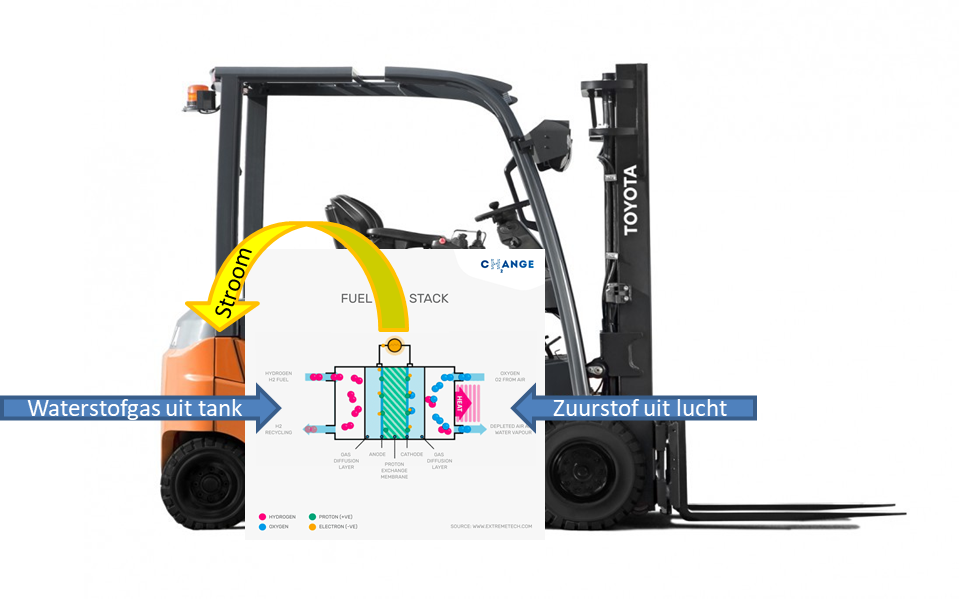 TOYOTA
Stroom
CH2ANGE
FUEL
STACK
HYDROGEN
H2 FUEL
OXYGEN
O2 FROM AIR
Waterstofgas uit tank
HEAT
Zuurstof uit lucht
H2
RECYCLING
DEPLETED AIR A
WATER VAPOUR
GAS
DIFFUSION
LAYER
ANODE
PROTON
EXCHANGE
MEMBRANE
CATHODE
GAS
DIFFUSION
LAYER
HYDROGEN
PROTON (+VE)
OXYGEN
ELECTRON (-VE)
SOURCE: WWW.EXTREMETECH.COM